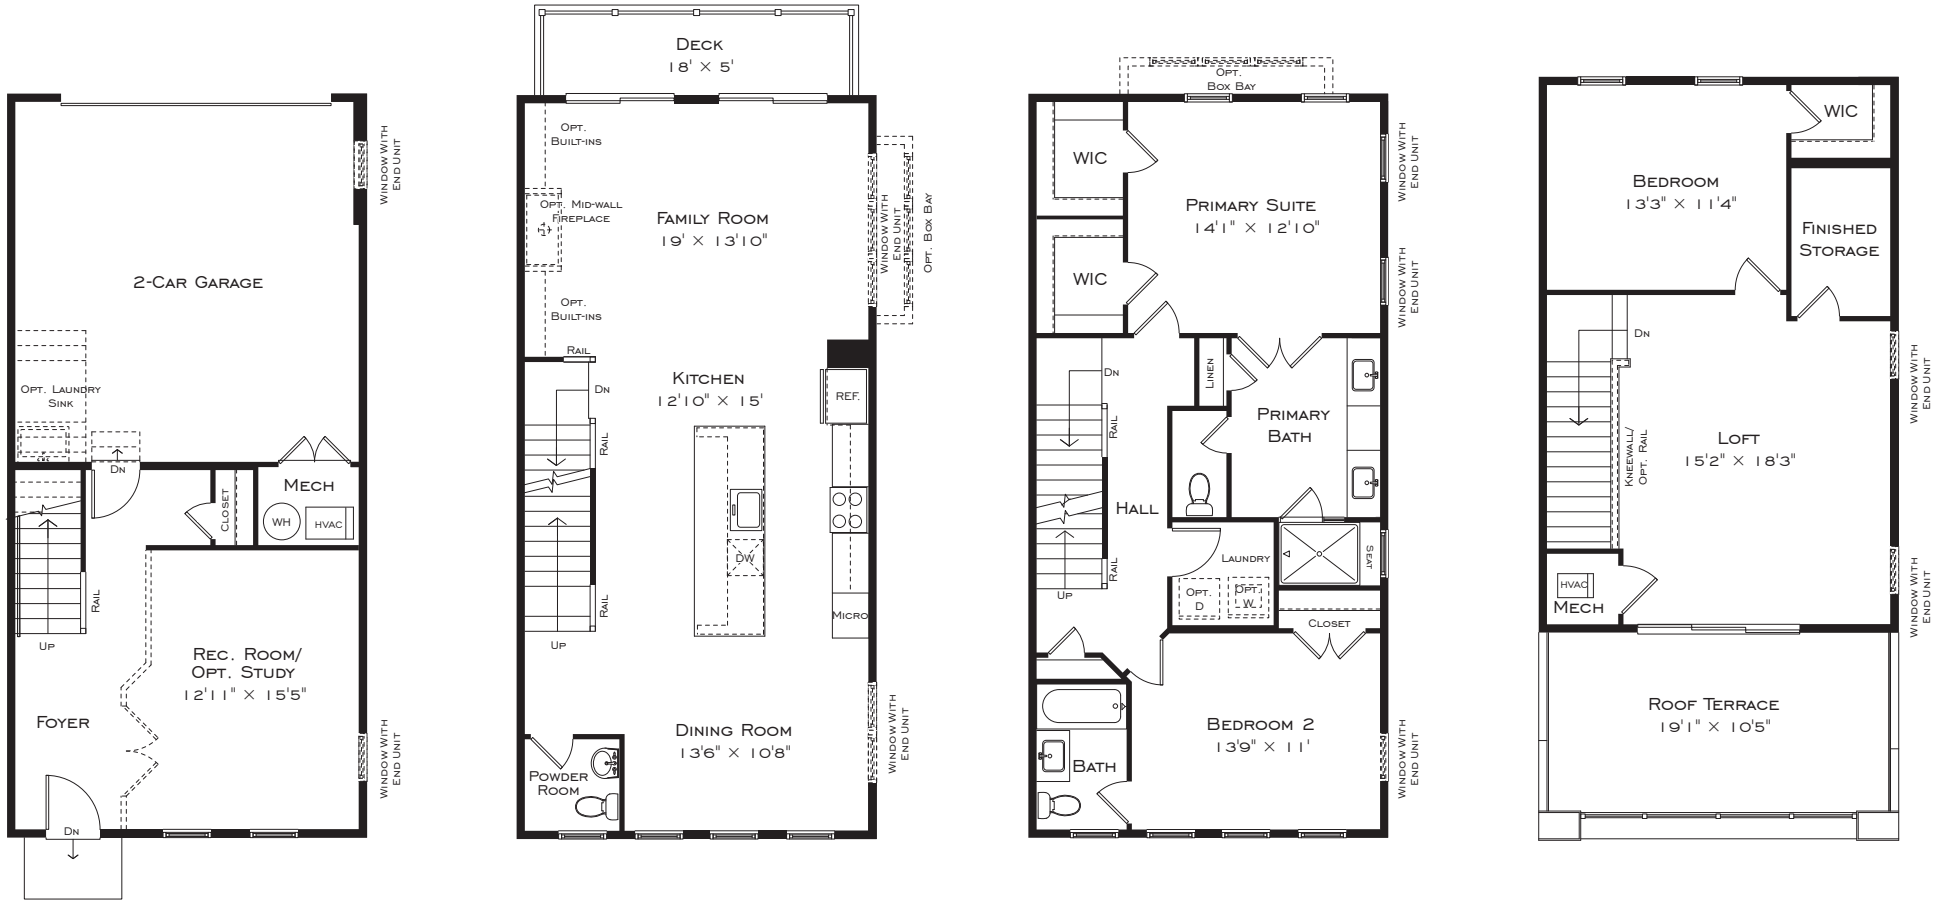 2-Car Garage
Window With
End Unit
Opt. Laundry
Sink
Dn
Closet
Mech
WH
HVAC
Rail
Up
Rec. Room/
Opt. Study
12'11" × 15'5"
Foyer
Window With
End Unit
Dn
Deck
18' × 5'
Opt.
Built-ins
Opt. Mid-wall
Fireplace
Family Room
19' × 13'10"
Window With
End Unit
Opt. Box Bay
Opt.
Built-ins
Rail
Dn
Kitchen
12'10" × 15'
Ref.
Rail
DW
Rail
Micro
Up
Dining Room
13'6" × 10'8"
Window With
End Unit
Powder
Room
Opt.
Box Bay
WIC
Window With
End Unit
Primary Suite
14'1" × 12'10"
WIC
Window With
End Unit
Dn
Linen
Primary
Bath
Rail
Hall
Laundry
Seat
Rail
Up
Opt.
D
Opt.
W
Closet
Bedroom 2
13'9" × 11'
Window With
End Unit
Bath
WIC
Bedroom
13'3" × 11'4"
Finished
Storage
Dn
Window With
End Unit
Kneewall/
Opt. Rail
Loft
15'2" × 18'3"
HVAC
Mech
Window With
End Unit
Roof Terrace
19'1" × 10'5"